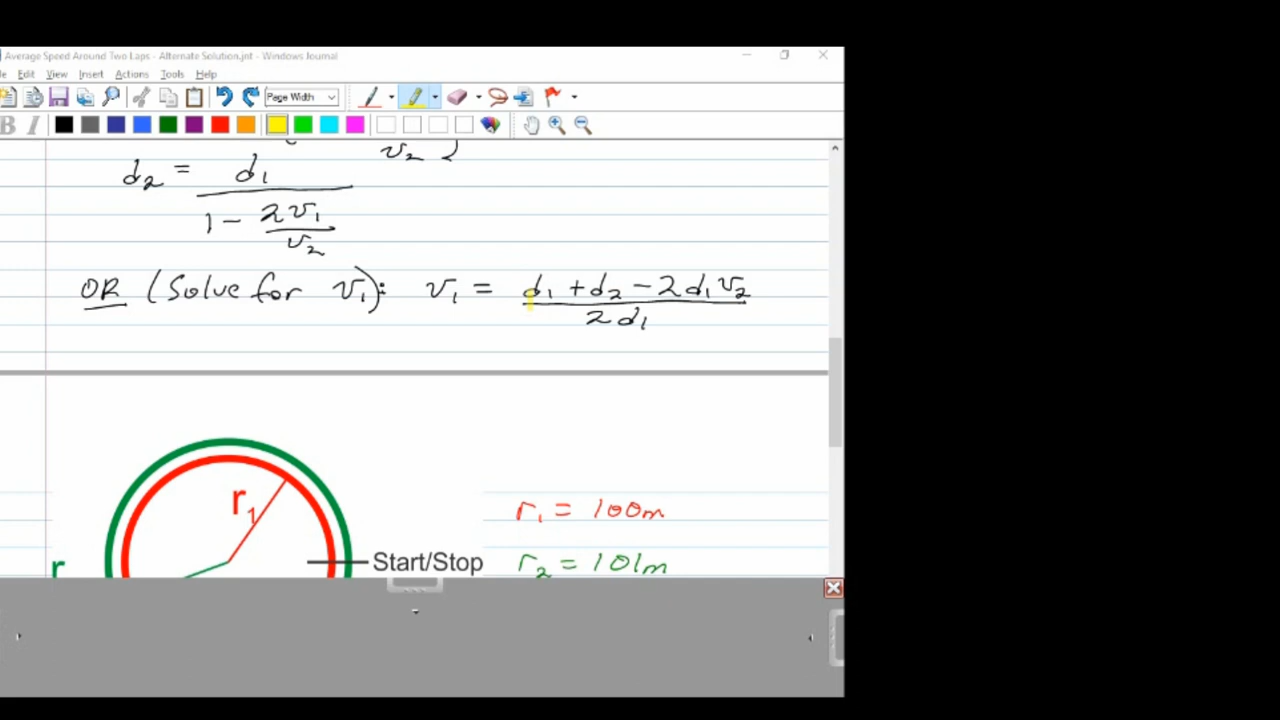 Average Speed Around Two Laps - Alternate Solution.jnt - Windows Journal
Edit View Insert Actions Tools Help
Page Width
B I
v₂
d₂ = d₁ / (1 - 2v₁/v₂)
OR (Solve for v₁): v₁ = (d₁ + d₂ - 2d₁v₂) / 2d₁
r₁
r₁ = 100m
Start/Stop
r₂ = 101m
r